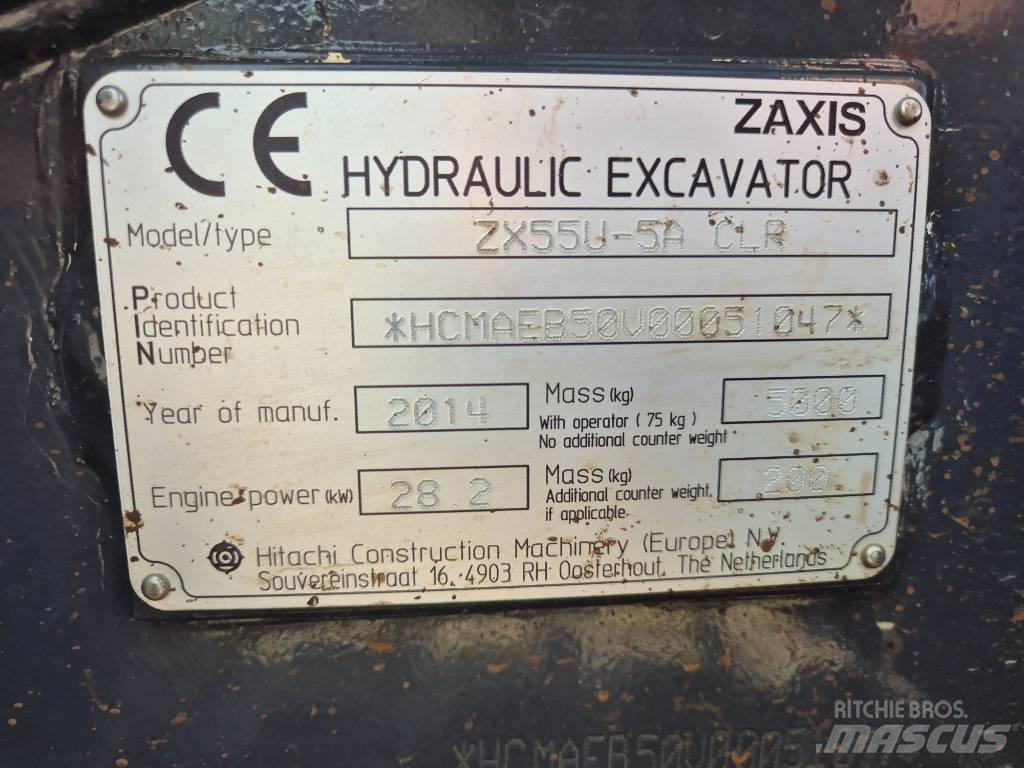 CE
ZAXIS
HYDRAULIC EXCAVATOR
Model/type ZX55U-5A CLR
Product
Identification
Number
*HCMAEB50V00051047*
Year of manuf. 2014
Mass (kg) 5000
With operator ( 75 kg )
No additional counter weight
Engine power (kW) 28.2
Mass (kg) 200
Additional counter weight,
if applicable
Hitachi Construction Machinery (Europe) N.V
Souvereinstraat 16, 4903 RH Oosterhout, The Netherlands
RITCHIE BROS.
MASCUS